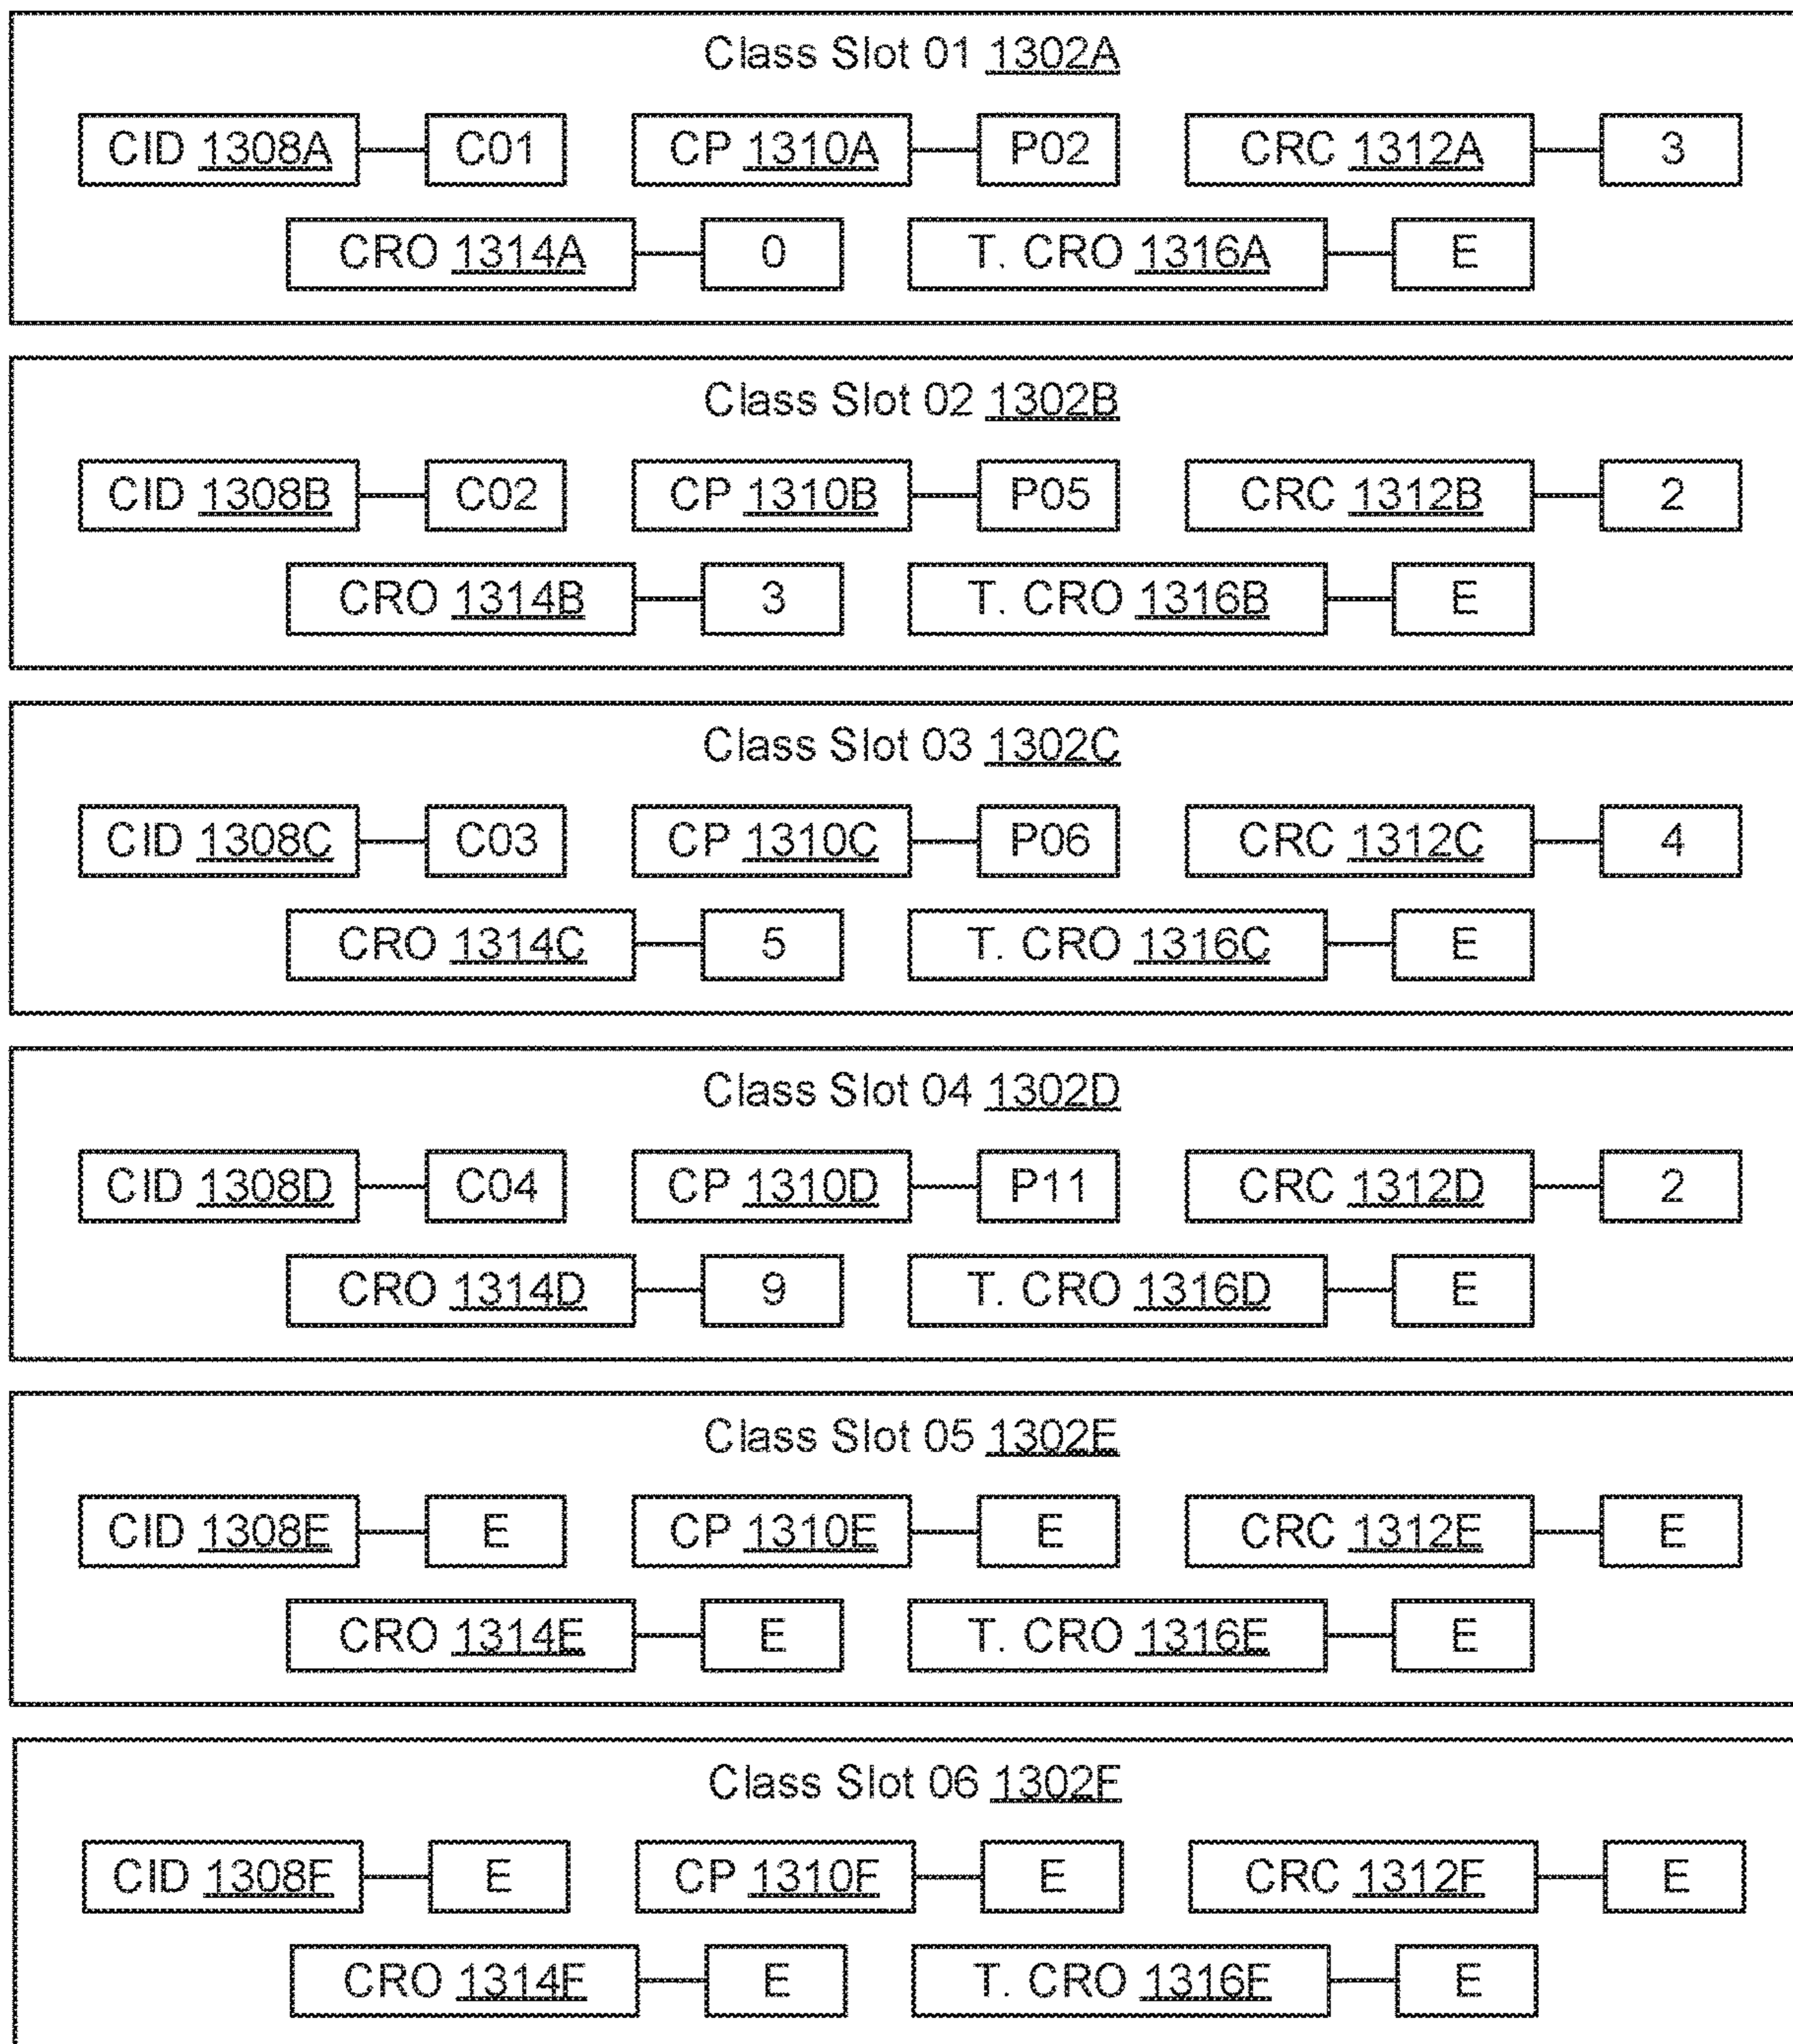 Class Slot 01 1302A
CID 1308A C01 CP 1310A P02 CRC 1312A 3
CRO 1314A 0 T. CRO 1316A E
Class Slot 02 1302B
CID 1308B C02 CP 1310B P05 CRC 1312B 2
CRO 1314B 3 T. CRO 1316B E
Class Slot 03 1302C
CID 1308C C03 CP 1310C P06 CRC 1312C 4
CRO 1314C 5 T. CRO 1316C E
Class Slot 04 1302D
CID 1308D C04 CP 1310D P11 CRC 1312D 2
CRO 1314D 9 T. CRO 1316D E
Class Slot 05 1302E
CID 1308E E CP 1310E E CRC 1312E E
CRO 1314E E T. CRO 1316E E
Class Slot 06 1302F
CID 1308F E CP 1310F E CRC 1312F E
CRO 1314F E T. CRO 1316F E